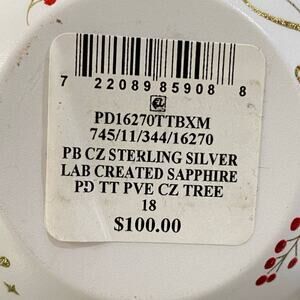 7 22089 85908 8
@
PD16270TTBXM
745/11/344/16270
PB CZ STERLING SILVER
LAB CREATED SAPPHIRE
PD TT PVE CZ TREE
18
$100.00